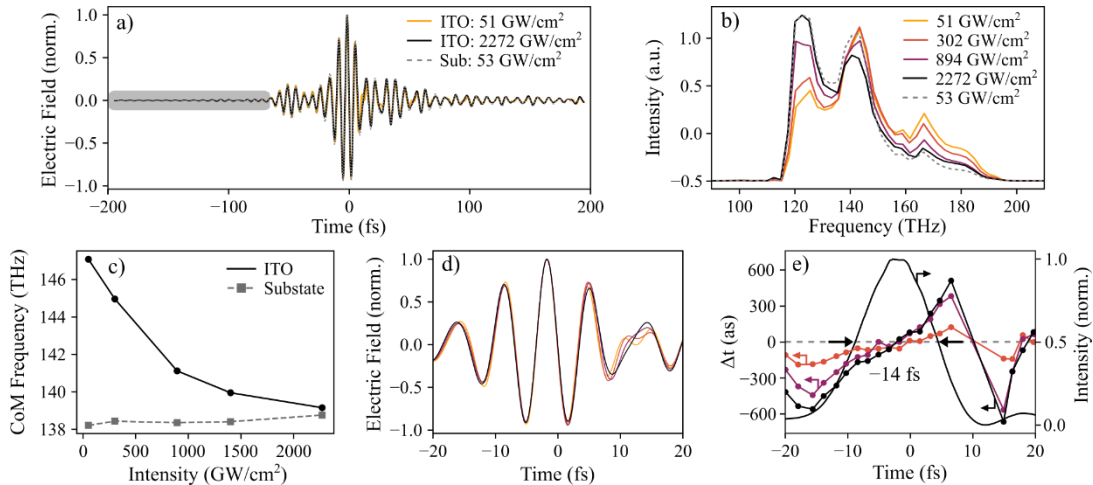 a)
ITO: 51 GW/cm²
ITO: 2272 GW/cm²
Sub: 53 GW/cm²
Electric Field (norm.)
1.0
0.5
0.0
−0.5
−1.0
−200
−100
0
100
200
Time (fs)
b)
51 GW/cm²
302 GW/cm²
894 GW/cm²
2272 GW/cm²
53 GW/cm²
Intensity (a.u.)
1.0
0.5
0.0
−0.5
100
120
140
160
180
200
Frequency (THz)
c)
ITO
Substate
CoM Frequency (THz)
146
144
142
140
138
0
500
1000
1500
2000
Intensity (GW/cm²)
d)
Electric Field (norm.)
1.0
0.5
0.0
−0.5
−1.0
−20
−10
0
10
20
Time (fs)
e)
Δt (as)
600
300
0
−300
−600
~14 fs
Intensity (norm.)
1.0
0.5
0.0
−20
−10
0
10
20
Time (fs)